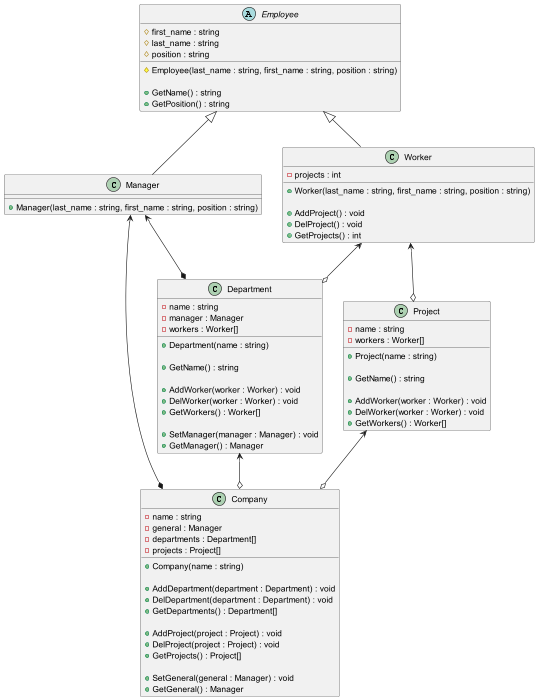 A Employee
first_name : string
last_name : string
position : string
Employee(last_name : string, first_name : string, position : string)
GetName() : string
GetPosition() : string
C Manager
Manager(last_name : string, first_name : string, position : string)
C Worker
projects : int
Worker(last_name : string, first_name : string, position : string)
AddProject() : void
DelProject() : void
GetProjects() : int
C Department
name : string
manager : Manager
workers : Worker[]
Department(name : string)
GetName() : string
AddWorker(worker : Worker) : void
DelWorker(worker : Worker) : void
GetWorkers() : Worker[]
SetManager(manager : Manager) : void
GetManager() : Manager
C Project
name : string
workers : Worker[]
Project(name : string)
GetName() : string
AddWorker(worker : Worker) : void
DelWorker(worker : Worker) : void
GetWorkers() : Worker[]
C Company
name : string
general : Manager
departments : Department[]
projects : Project[]
Company(name : string)
AddDepartment(department : Department) : void
DelDepartment(department : Department) : void
GetDepartments() : Department[]
AddProject(project : Project) : void
DelProject(project : Project) : void
GetProjects() : Project[]
SetGeneral(general : Manager) : void
GetGeneral() : Manager